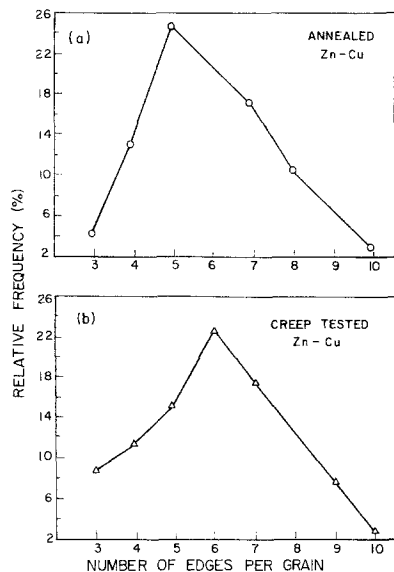 26
(a)
ANNEALED
Zn-Cu
22
18
14
10
6
2
3 4 5 6 7 8 9 10
RELATIVE FREQUENCY (%)
26
(b)
CREEP TESTED
Zn-Cu
22
18
14
10
6
2
3 4 5 6 7 8 9 10
NUMBER OF EDGES PER GRAIN